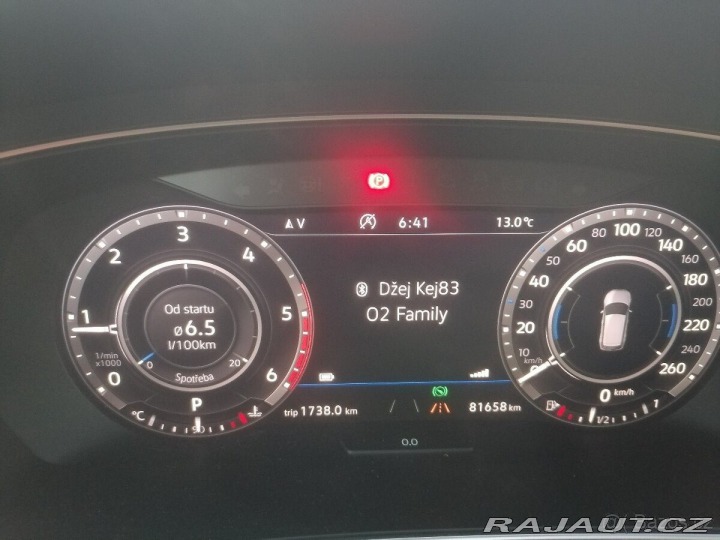 P
V 6:41 13.0°C
Džej Kej83
O2 Family
0 1 2 3 4 5 6
1/min
x1000
Od startu
ø 6.5
l/100km
0 20
Spotřeba
P
°C 90
trip 1738.0 km
81658 km
0.0
0 20 40 60 80 100 120 140 160 180 200 220 240 260
10 30
km/h
0 km/h
1/2
RAJAUT.CZ